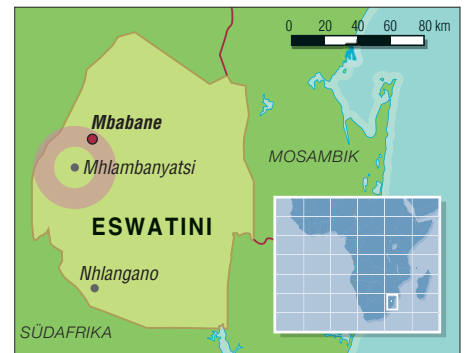 0 20 40 60 80 km
Mbabane
MOSAMBIK
Mhlambanyatsi
ESWATINI
Nhlangano
SÜDAFRIKA